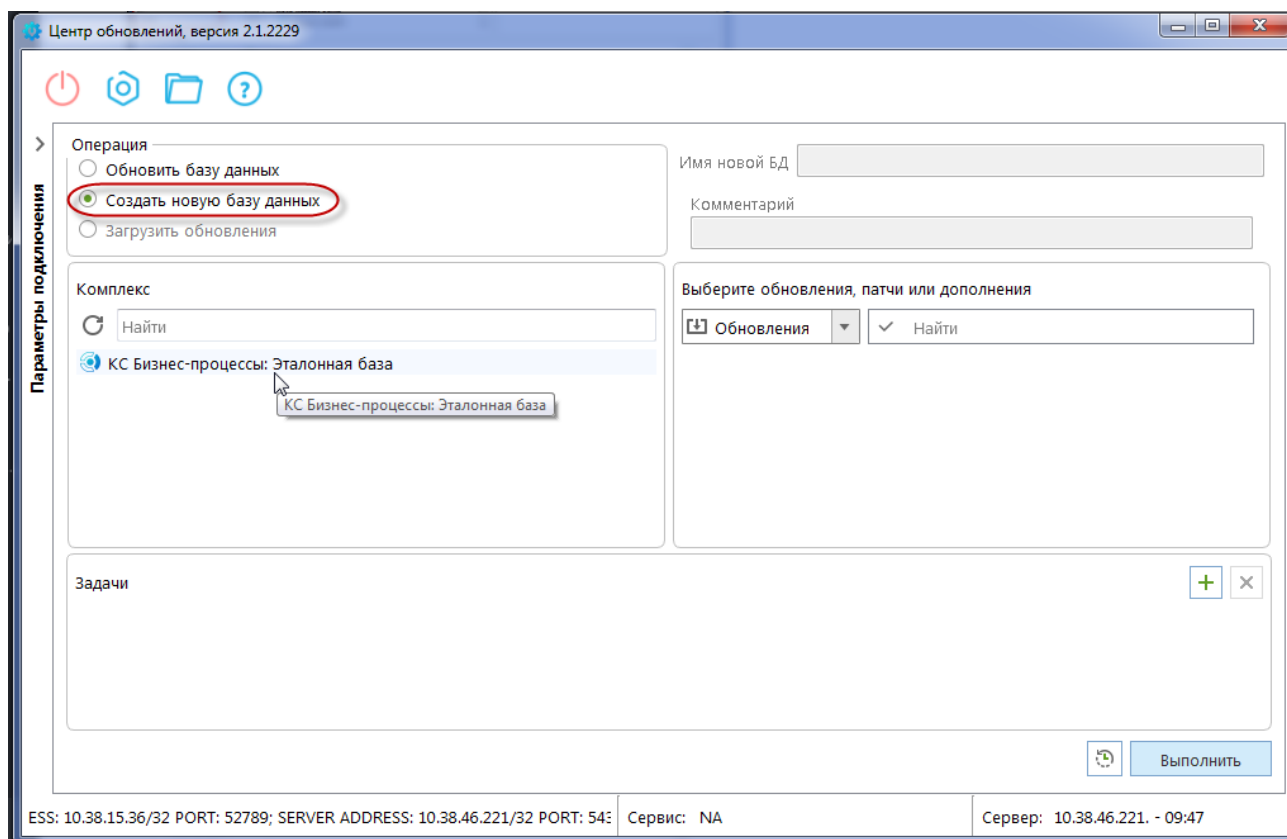 Центр обновлений, версия 2.1.2229
Операция
Обновить базу данных
Создать новую базу данных
Загрузить обновления
Имя новой БД
Комментарий
Параметры подключения
Комплекс
Найти
КС Бизнес-процессы: Эталонная база
КС Бизнес-процессы: Эталонная база
Выберите обновления, патчи или дополнения
Обновления
Найти
Задачи
Выполнить
ESS: 10.38.15.36/32 PORT: 52789; SERVER ADDRESS: 10.38.46.221/32 PORT: 543
Сервис: NA
Сервер: 10.38.46.221. - 09:47